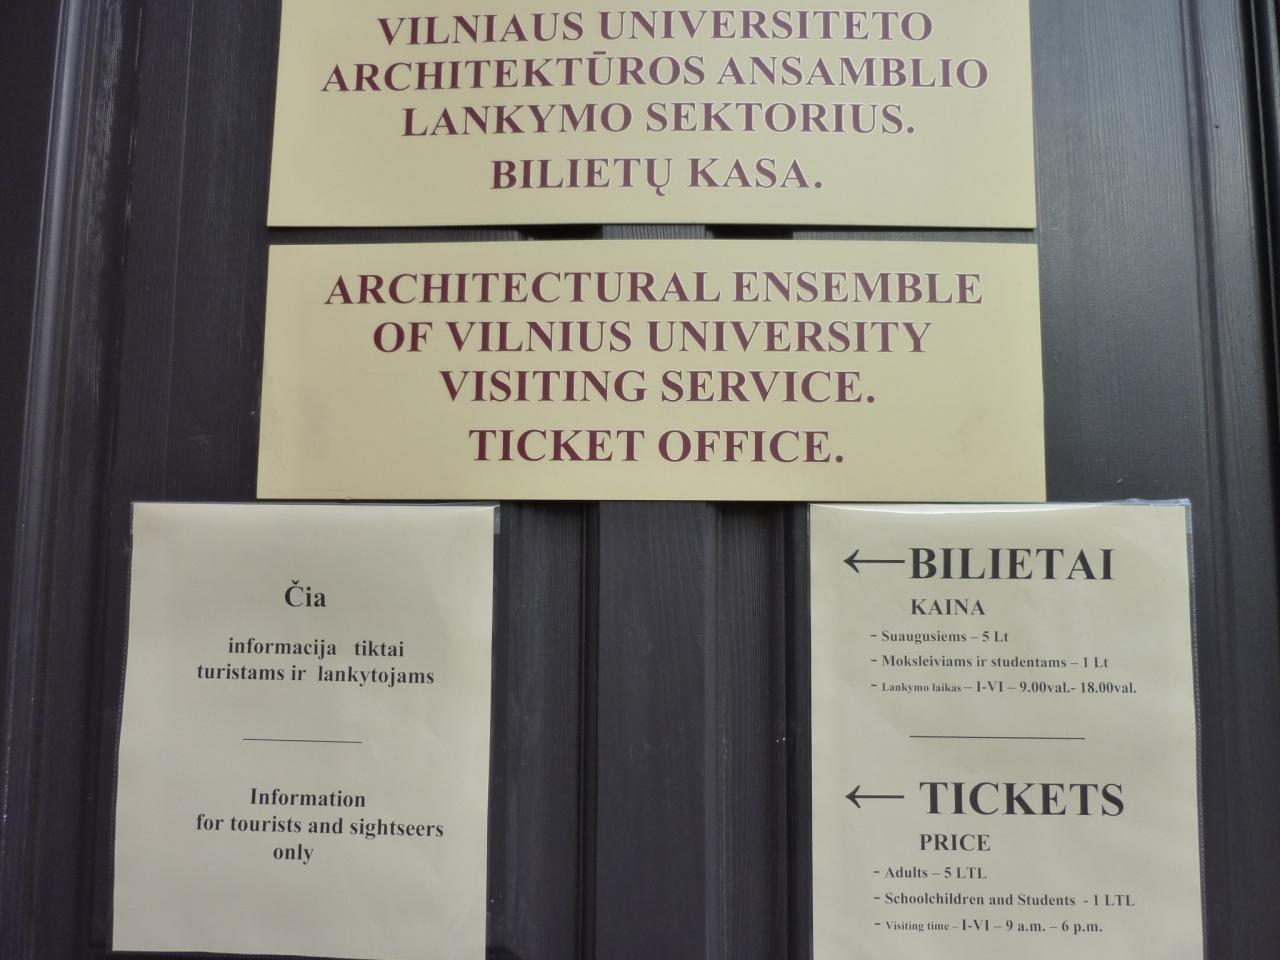 VILNIAUS UNIVERSITETO
ARCHITEKTŪROS ANSAMBLIO
LANKYMO SEKTORIUS.
BILIETŲ KASA.
ARCHITECTURAL ENSEMBLE
OF VILNIUS UNIVERSITY
VISITING SERVICE.
TICKET OFFICE.
Čia
informacija tiktai
turistams ir lankytojams
Information
for tourists and sightseers
only
←BILIETAI
KAINA
- Suaugusiems – 5 Lt
- Moksleiviams ir studentams – 1 Lt
- Lankymo laikas – I-VI – 9.00val.- 18.00val.
← TICKETS
PRICE
- Adults – 5 LTL
- Schoolchildren and Students - 1 LTL
- Visiting time – I-VI – 9 a.m. – 6 p.m.